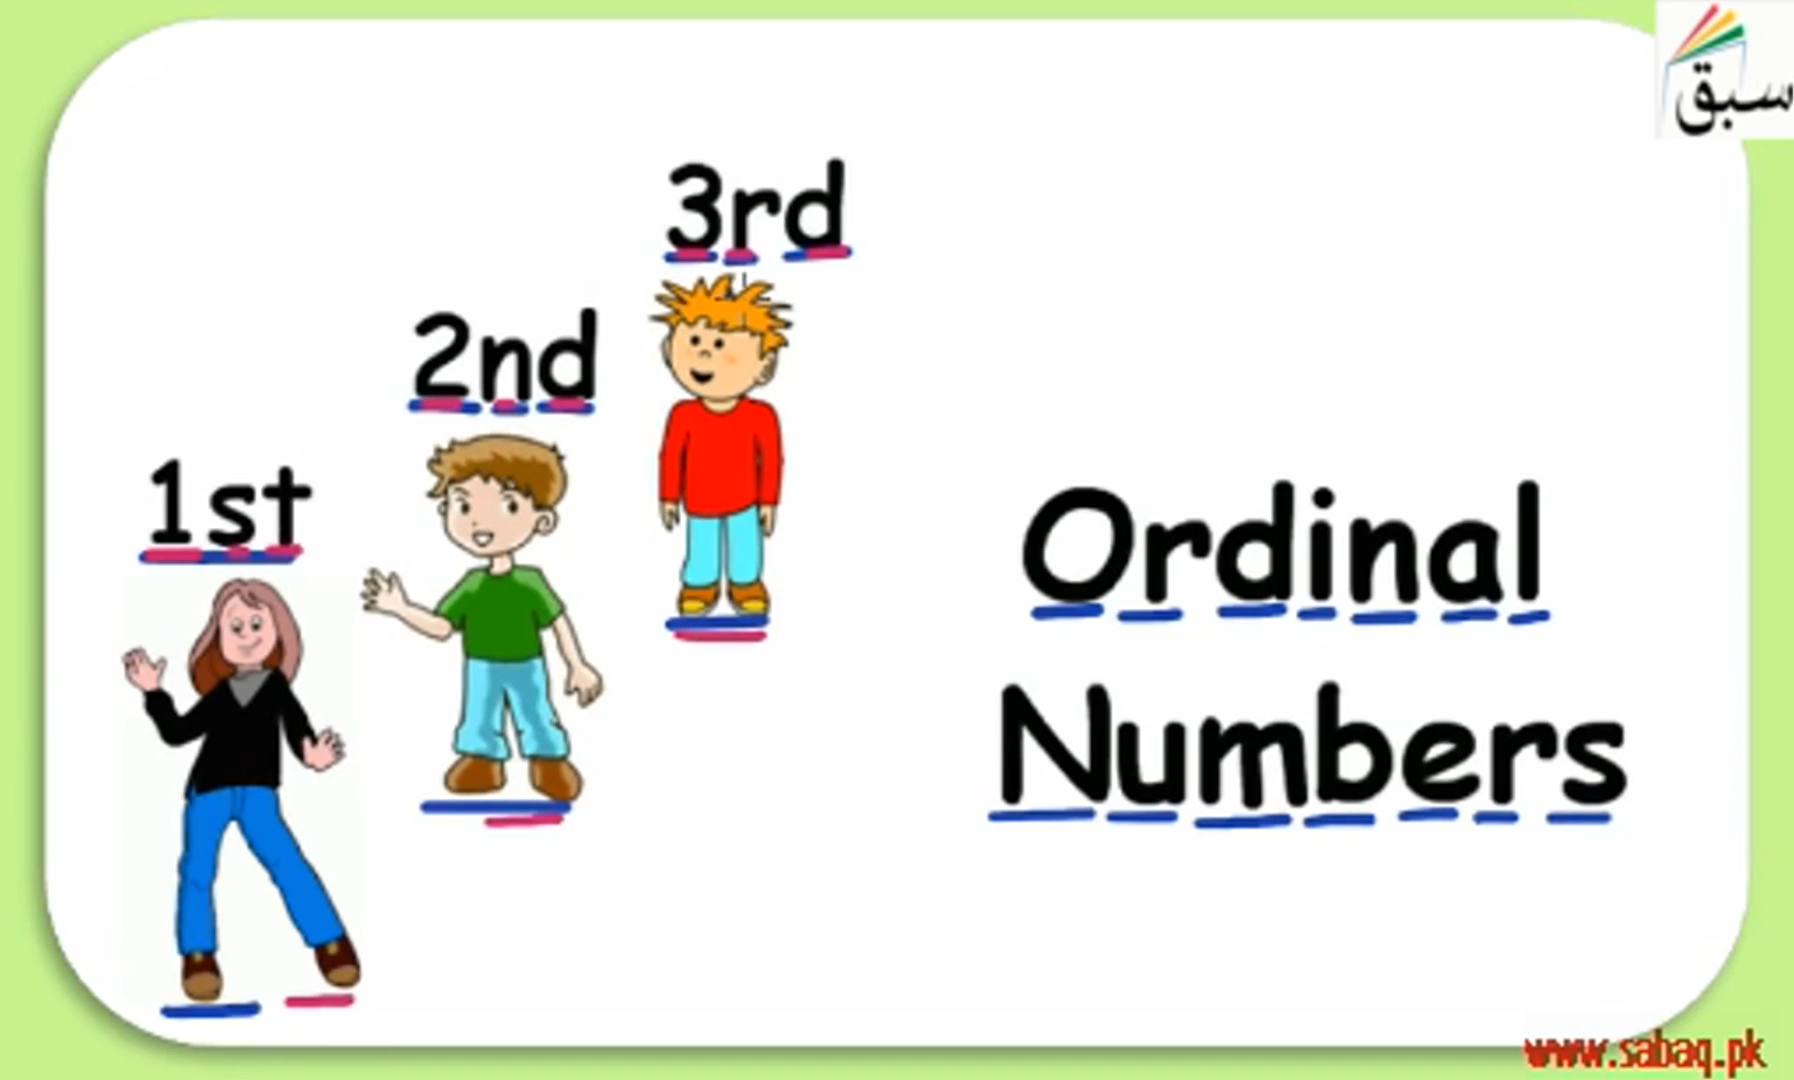 سبق
3rd
2nd
1st
Ordinal
Numbers
www.sabaq.pk